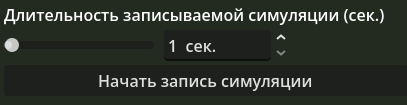 Длительность записываемой симуляции (сек.)
1 сек.
Начать запись симуляции